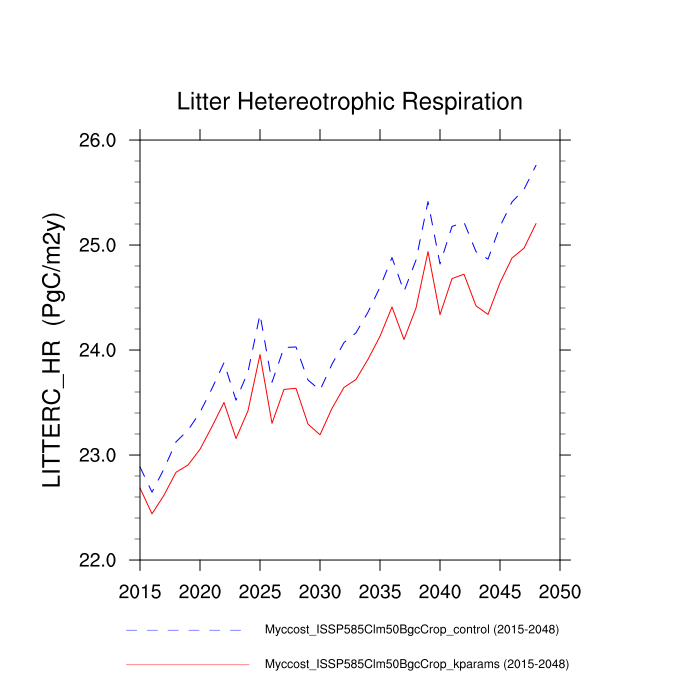 Litter Hetereotrophic Respiration
LITTERC_HR (PgC/m2y)
26.0
25.0
24.0
23.0
22.0
2015 2020 2025 2030 2035 2040 2045 2050
Myccost_ISSP585Clm50BgcCrop_control (2015-2048)
Myccost_ISSP585Clm50BgcCrop_kparams (2015-2048)